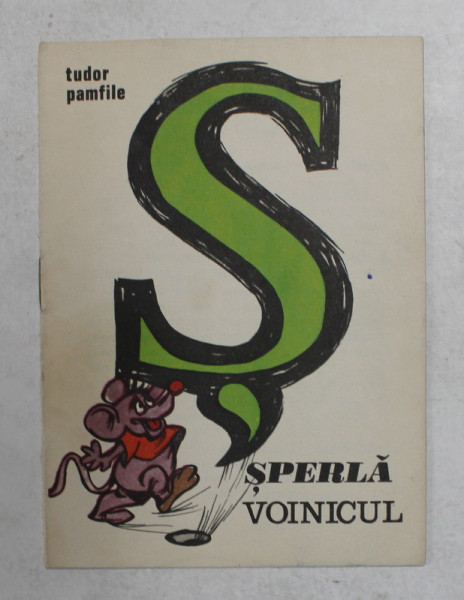 tudor
pamfile
Ș
ȘPERLĂ
VOINICUL